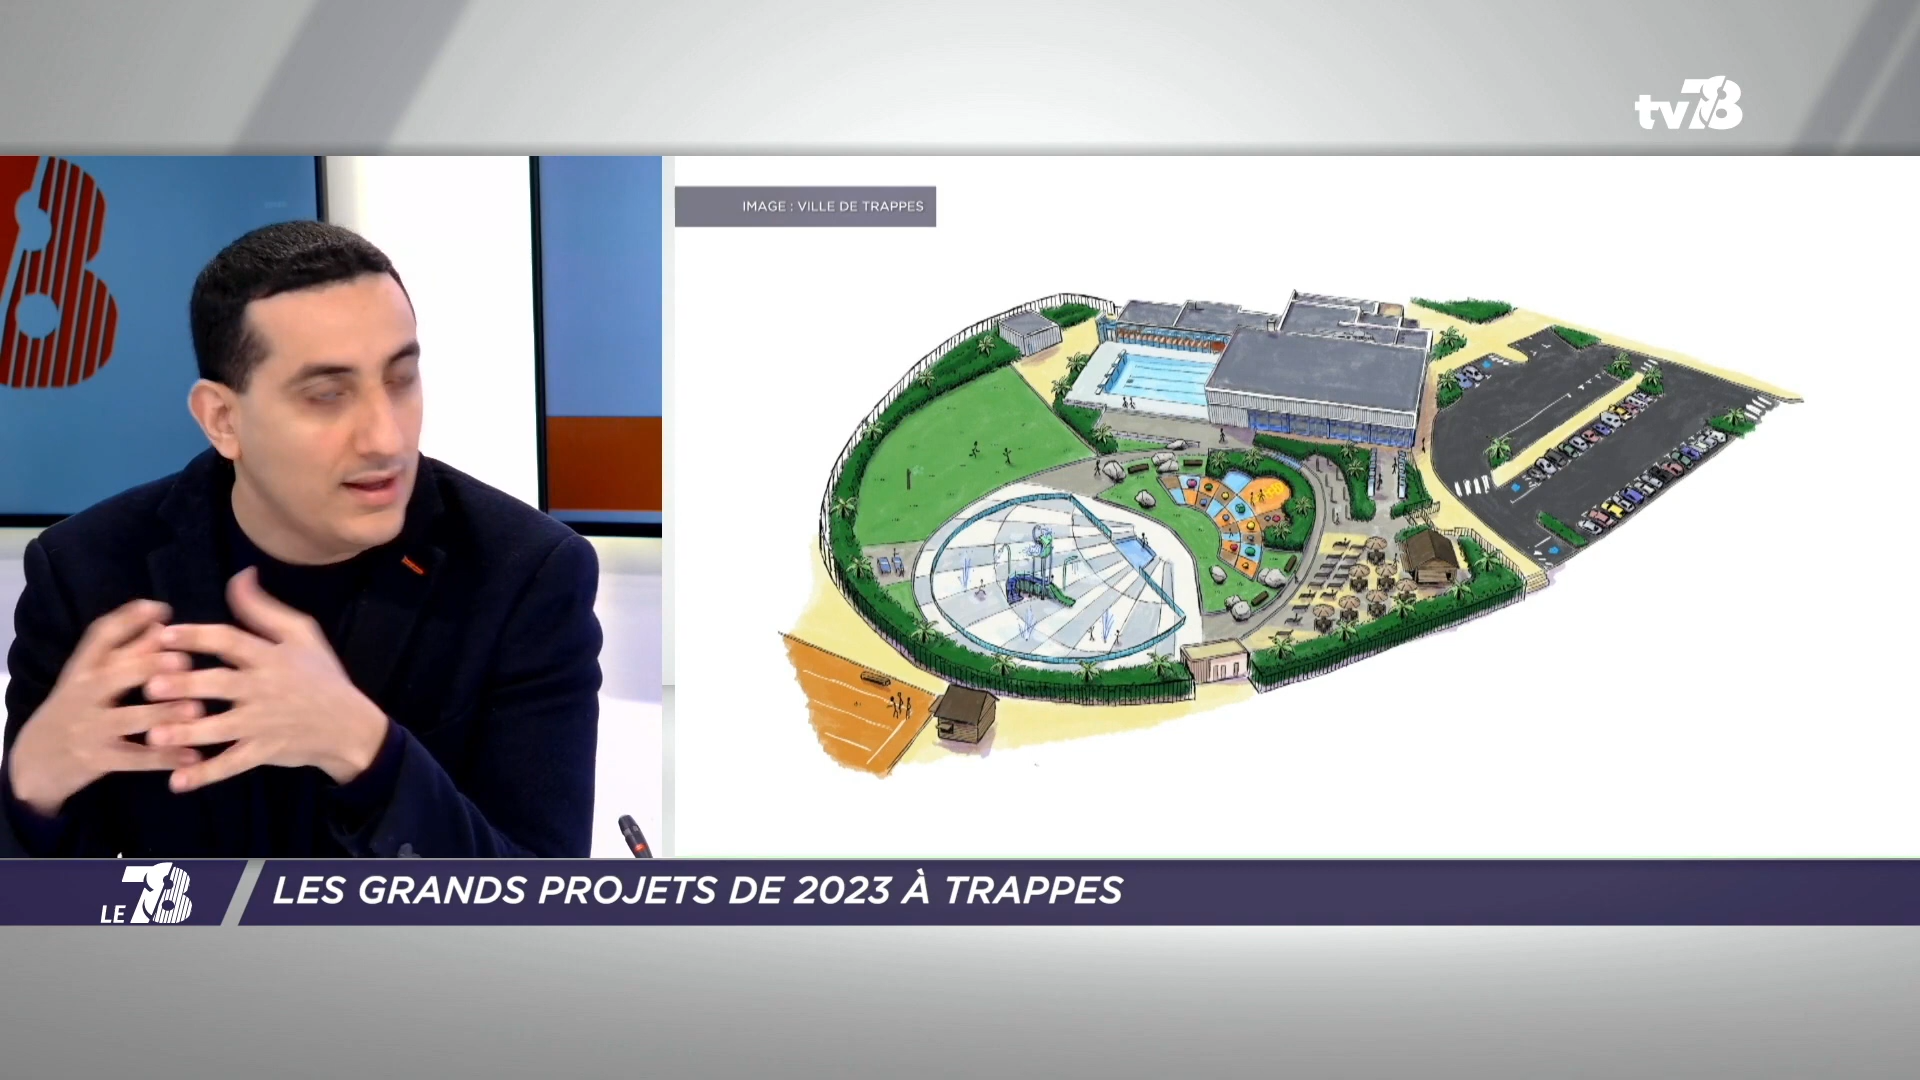 tv78
IMAGE : VILLE DE TRAPPES
LE 78
LES GRANDS PROJETS DE 2023 À TRAPPES